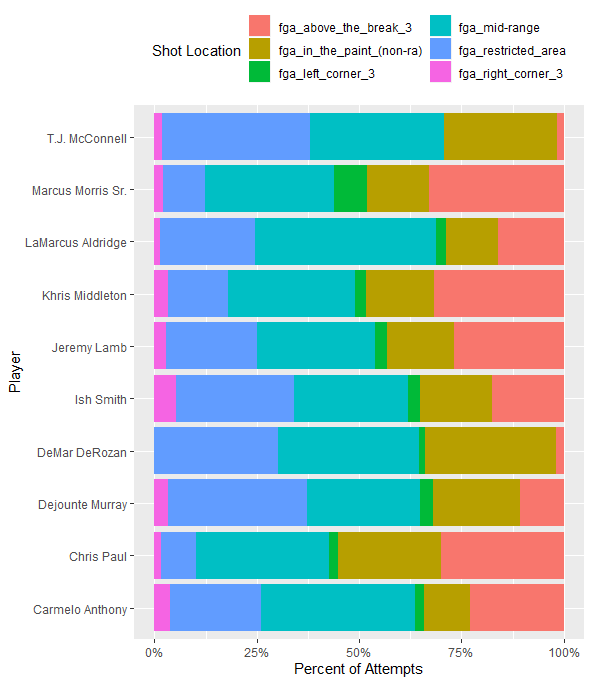 Shot Location
fga_above_the_break_3
fga_in_the_paint_(non-ra)
fga_left_corner_3
fga_mid-range
fga_restricted_area
fga_right_corner_3
Player
T.J. McConnell
Marcus Morris Sr.
LaMarcus Aldridge
Khris Middleton
Jeremy Lamb
Ish Smith
DeMar DeRozan
Dejounte Murray
Chris Paul
Carmelo Anthony
0% 25% 50% 75% 100%
Percent of Attempts